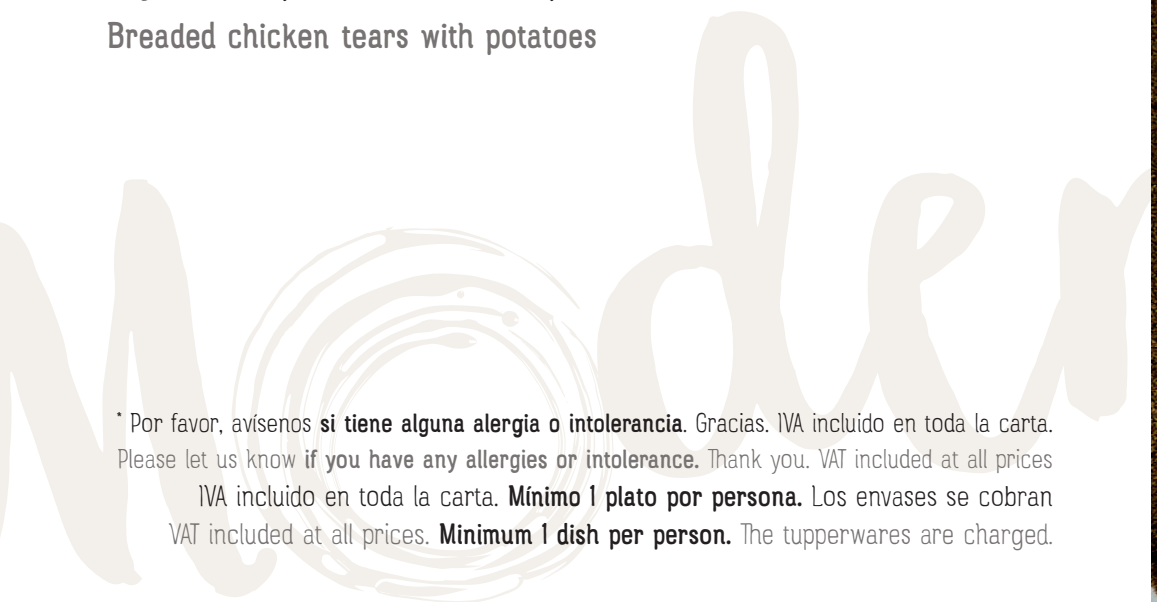 Breaded chicken tears with potatoes
Moder
* Por favor, avísenos si tiene alguna alergia o intolerancia. Gracias. IVA incluido en toda la carta.
Please let us know if you have any allergies or intolerance. Thank you. VAT included at all prices
IVA incluido en toda la carta. Mínimo 1 plato por persona. Los envases se cobran
VAT included at all prices. Minimum 1 dish per person. The tupperwares are charged.